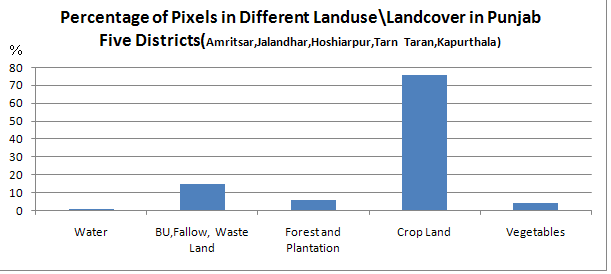 Percentage of Pixels in Different Landuse\Landcover in Punjab
Five Districts(Amritsar,Jalandhar,Hoshiarpur,Tarn Taran,Kapurthala)
%
80
70
60
50
40
30
20
10
0
Water
BU,Fallow, Waste
Land
Forest and
Plantation
Crop Land
Vegetables